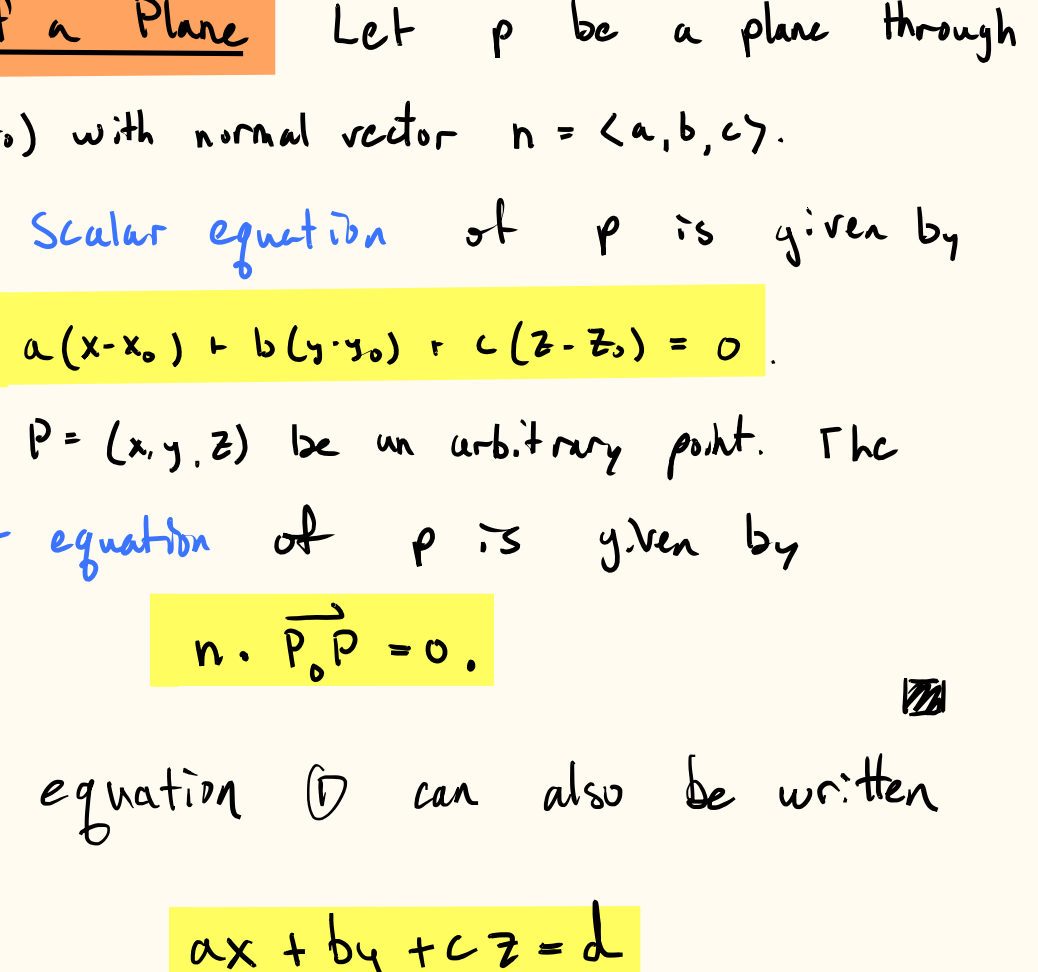 f a Plane Let p be a plane through
₀) with normal vector n = ⟨a, b, c⟩.
Scalar equation of p is given by
a(x-x₀) + b(y-y₀) + c(z-z₀) = 0.
P = (x, y, z) be an arbitrary point. The
equation of p is given by
n · P₀P⃗ = 0.
equation ① can also be written
ax + by + cz = d